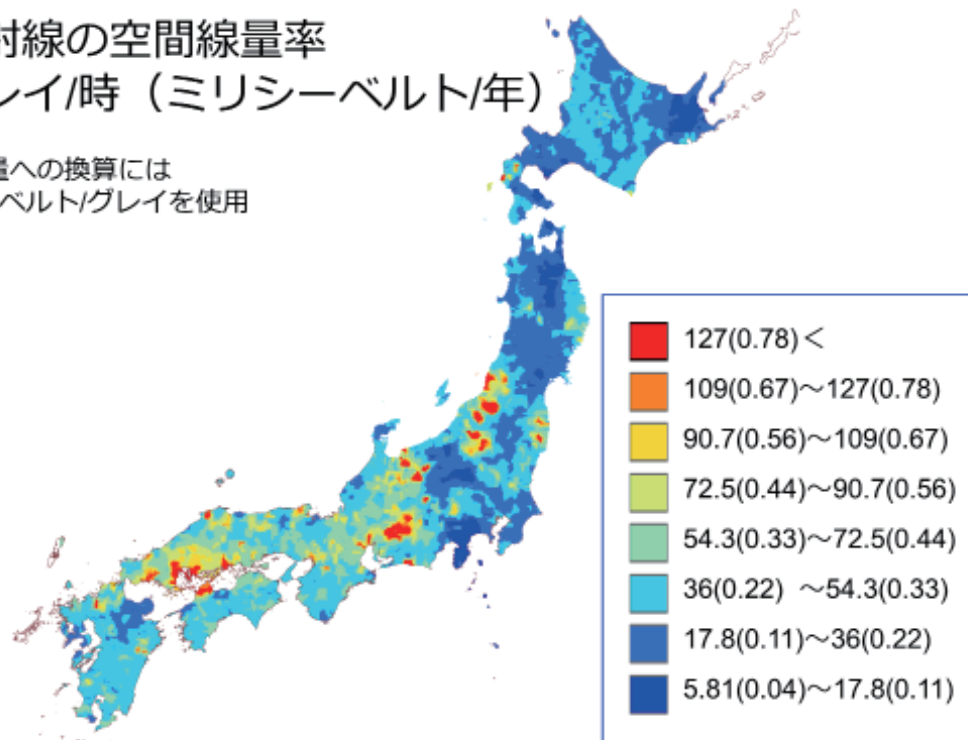 射線の空間線量率
レイ/時（ミリシーベルト/年）
量への換算には
ベルト/グレイを使用
127(0.78)＜
109(0.67)～127(0.78)
90.7(0.56)～109(0.67)
72.5(0.44)～90.7(0.56)
54.3(0.33)～72.5(0.44)
36(0.22) ～54.3(0.33)
17.8(0.11)～36(0.22)
5.81(0.04)～17.8(0.11)